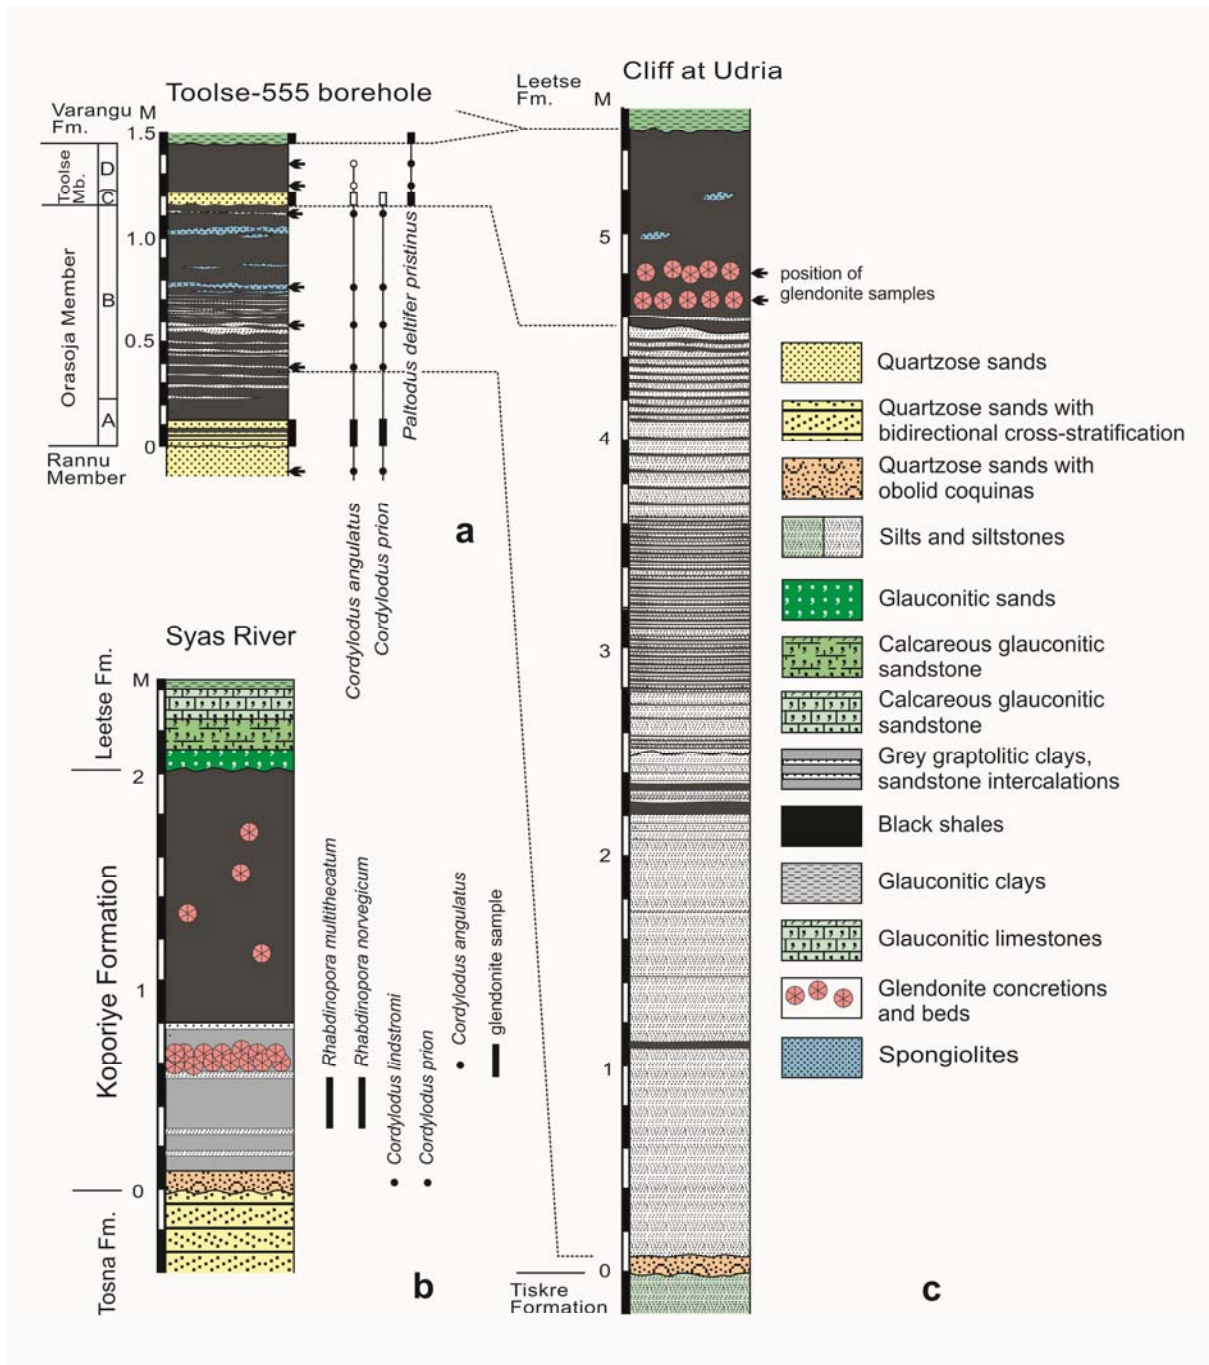 Toolse-555 borehole
Varangu
Fm.
M
1.5
1.0
0.5
0
Toolse
Mb.
D
C
Orasoja Member
B
A
Rannu
Member
Cordylodus angulatus
Cordylodus prion
Paltodus deltifer pristinus
a
Syas River
M
2
1
0
Leetse Fm.
Koporiye Formation
Tosna Fm.
Rhabdinopora multithecatum
Rhabdinopora norvegicum
Cordylodus lindstromi
Cordylodus prion
Cordylodus angulatus
glendonite sample
b
Cliff at Udria
Leetse
Fm.
M
5
4
3
2
1
0
Tiskre
Formation
position of
glendonite samples
Quartzose sands
Quartzose sands with
bidirectional cross-stratification
Quartzose sands with
obolid coquinas
Silts and siltstones
Glauconitic sands
Calcareous glauconitic
sandstone
Calcareous glauconitic
sandstone
Grey graptolitic clays,
sandstone intercalations
Black shales
Glauconitic clays
Glauconitic limestones
Glendonite concretions
and beds
Spongiolites
c